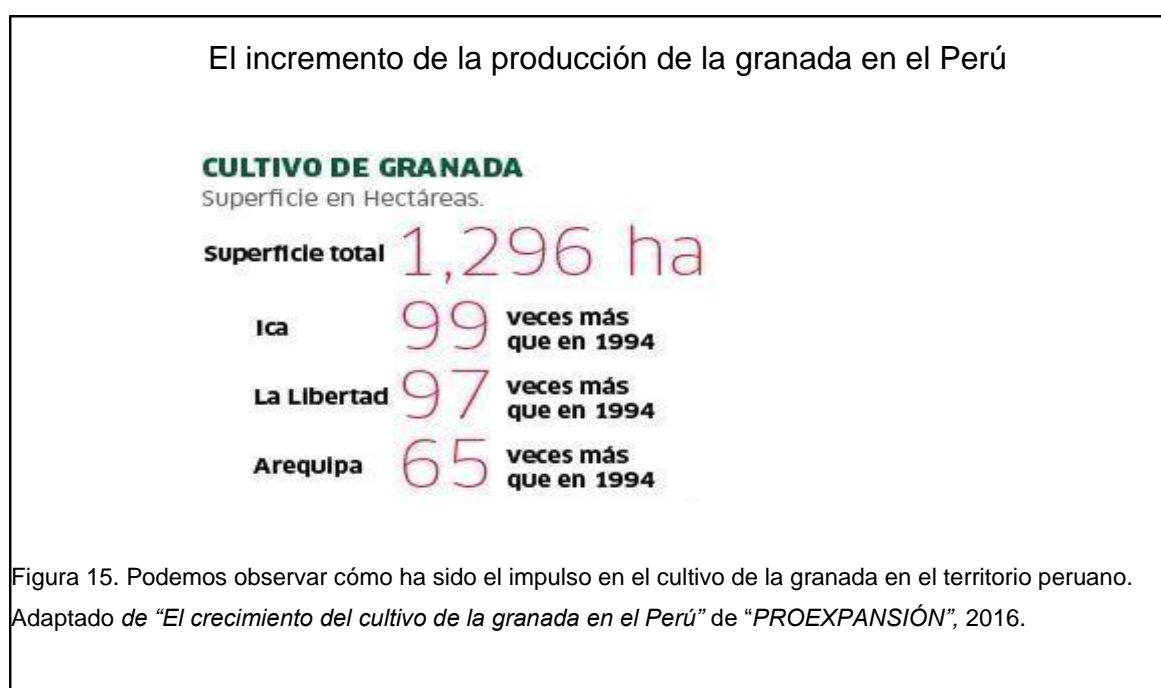 El incremento de la producción de la granada en el Perú
CULTIVO DE GRANADA
Superficie en Hectáreas.
Superficie total 1,296 ha
Ica 99 veces más
que en 1994
La Libertad 97 veces más
que en 1994
Arequipa 65 veces más
que en 1994
Figura 15. Podemos observar cómo ha sido el impulso en el cultivo de la granada en el territorio peruano.
Adaptado de “El crecimiento del cultivo de la granada en el Perú” de “PROEXPANSIÓN”, 2016.